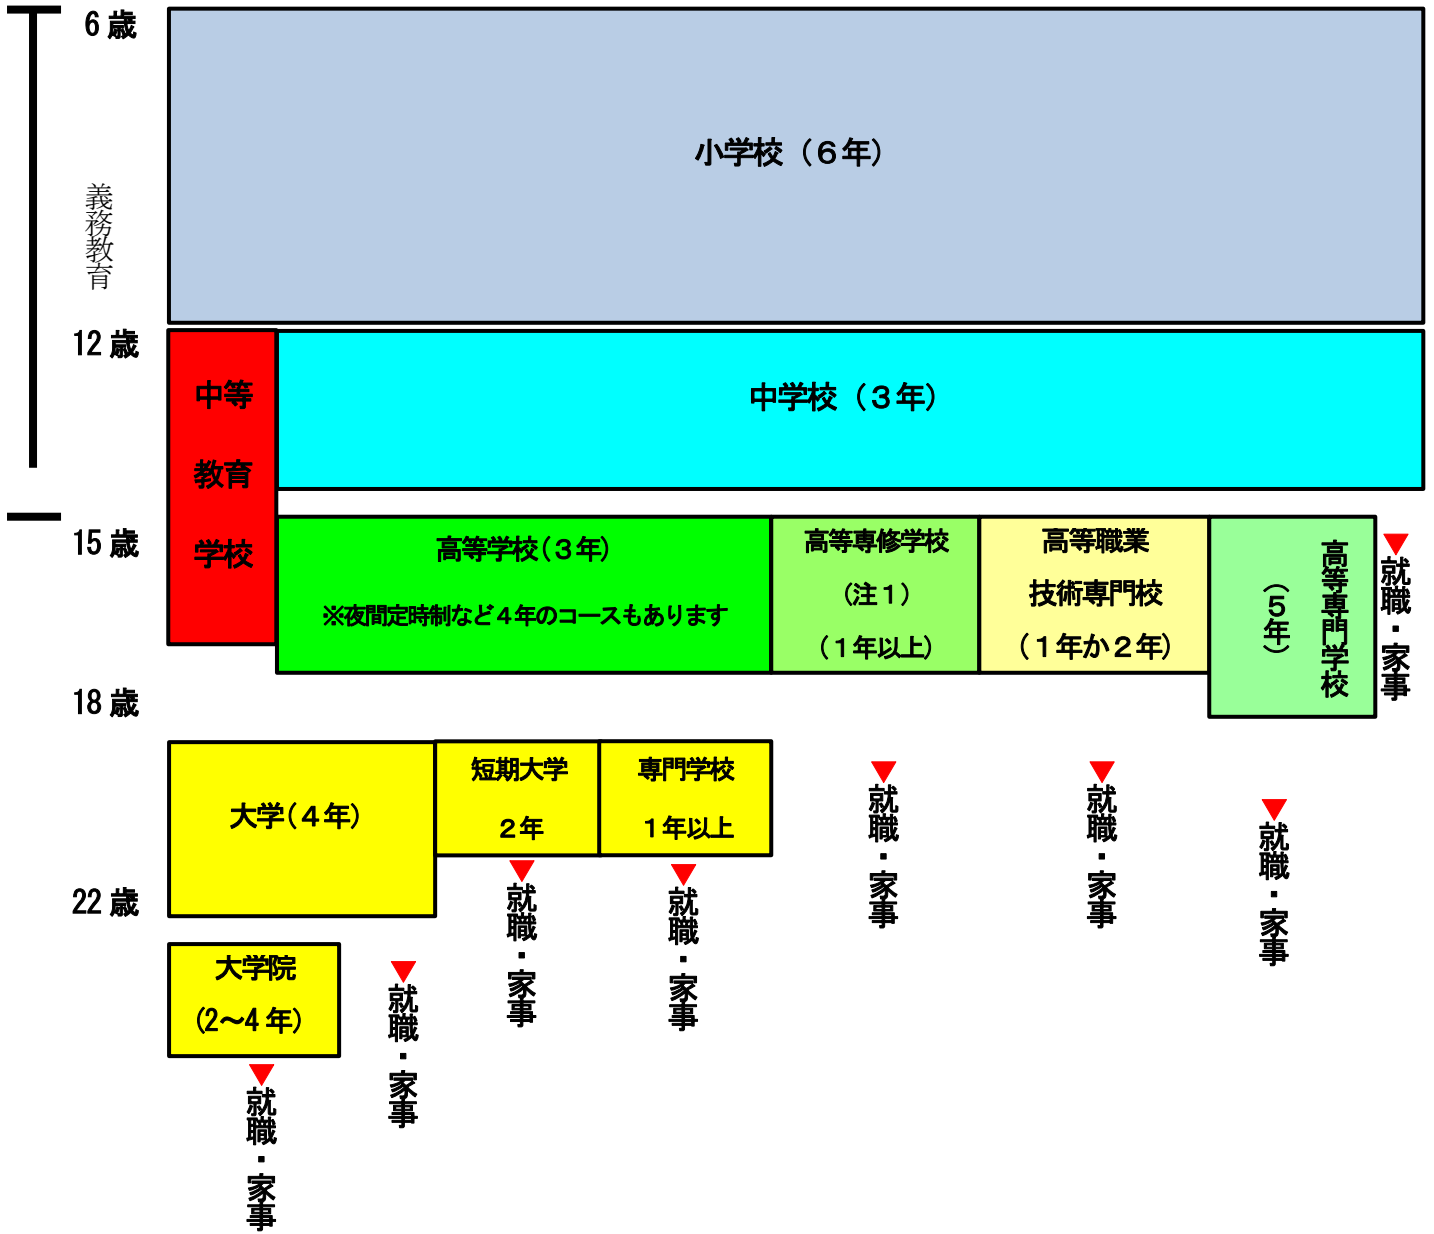 6歳
小学校（６年）
義務教育
12歳
中等
教育
学校
中学校（３年）
15歳
高等学校（３年）
※夜間定時制など４年のコースもあります
高等専修学校
（注１）
（１年以上）
高等職業
技術専門校
（１年か２年）
高等専門学校
（５年）
▼就職・家事
18歳
大学（４年）
短期大学
２年
専門学校
１年以上
▼就職・家事
▼就職・家事
▼就職・家事
▼就職・家事
▼就職・家事
22歳
大学院
(2～4年)
▼就職・家事
▼就職・家事